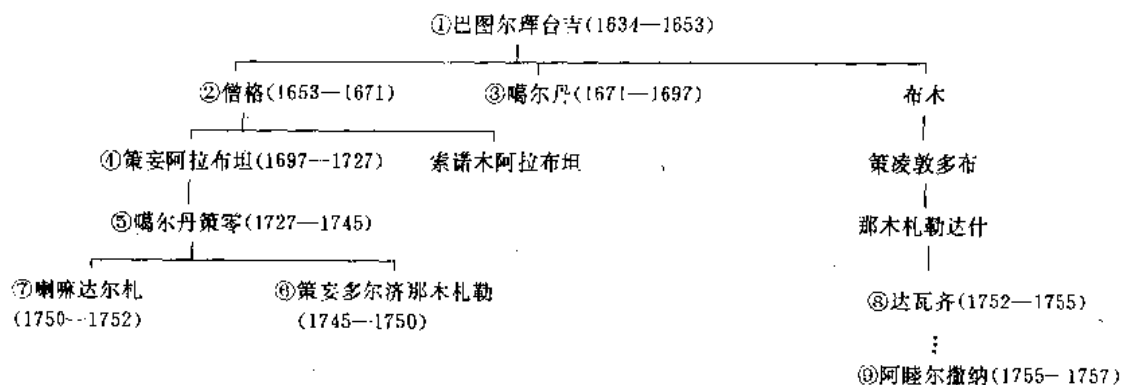 ①巴图尔珲台吉(1634—1653)
②僧格(1653—1671)
③噶尔丹(1671—1697)
布木
④策妄阿拉布坦(1697--1727)
索诺木阿拉布坦
策凌敦多布
⑤噶尔丹策零(1727—1745)
那木札勒达什
⑦喇嘛达尔札
(1750--1752)
⑥策妄多尔济那木札勒
(1745—1750)
⑧达瓦齐(1752—1755)
⑨阿睦尔撒纳(1755—1757)